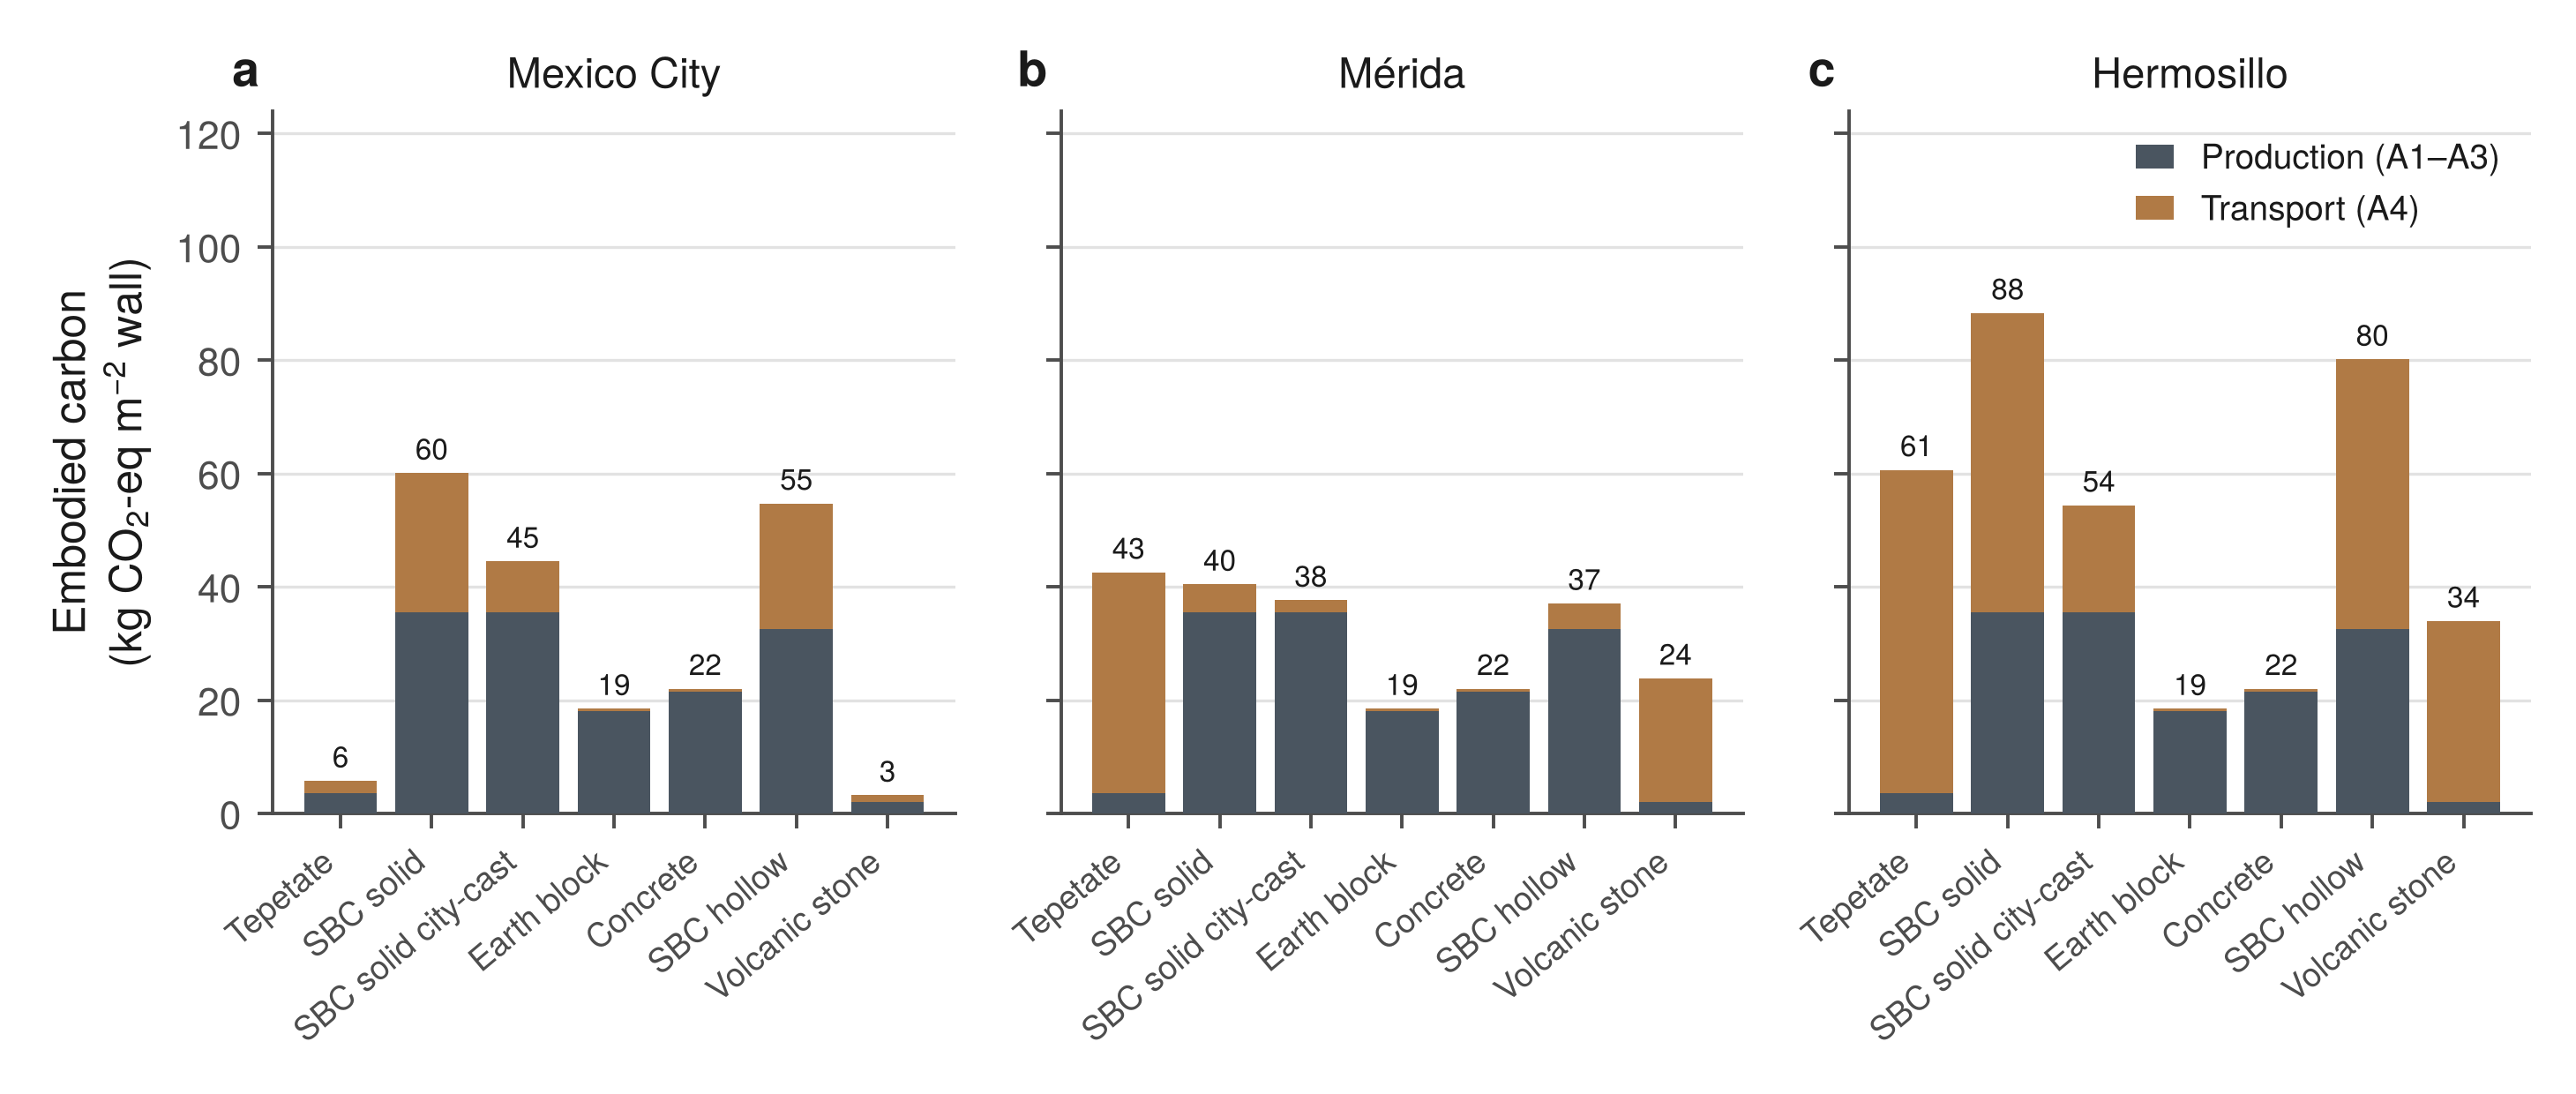 a Mexico City
b Mérida
c Hermosillo
Embodied carbon
(kg CO₂-eq m⁻² wall)
120
100
80
60
40
20
0
Production (A1–A3)
Transport (A4)
6
60
45
19
22
55
3
43
40
38
19
22
37
24
61
88
54
19
22
80
34
Tepetate
SBC solid
SBC solid city-cast
Earth block
Concrete
SBC hollow
Volcanic stone
Tepetate
SBC solid
SBC solid city-cast
Earth block
Concrete
SBC hollow
Volcanic stone
Tepetate
SBC solid
SBC solid city-cast
Earth block
Concrete
SBC hollow
Volcanic stone